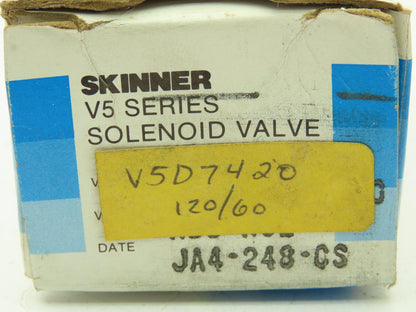 SKINNER
V5 SERIES
SOLENOID VALVE
V5D7420
120/60
DATE
JA4-248-CS